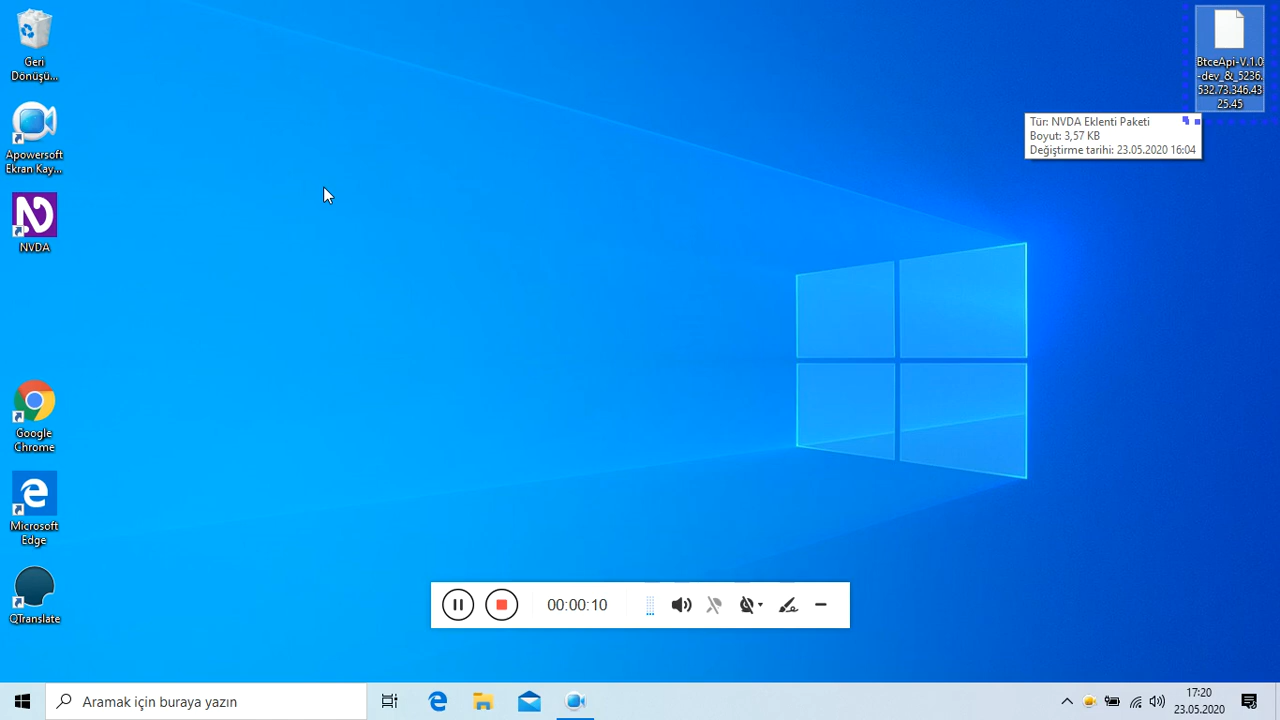 Geri
Dönüşü...
Apowersoft
Ekran Kay...
NVDA
Google
Chrome
Microsoft
Edge
QTranslate
BtceApi-V.1.0
-dev_&_5236.
532.73.346.43
25.45
Tür: NVDA Eklenti Paketi
Boyut: 3,57 KB
Değiştirme tarihi: 23.05.2020 16:04
00:00:10
Aramak için buraya yazın
17:20
23.05.2020